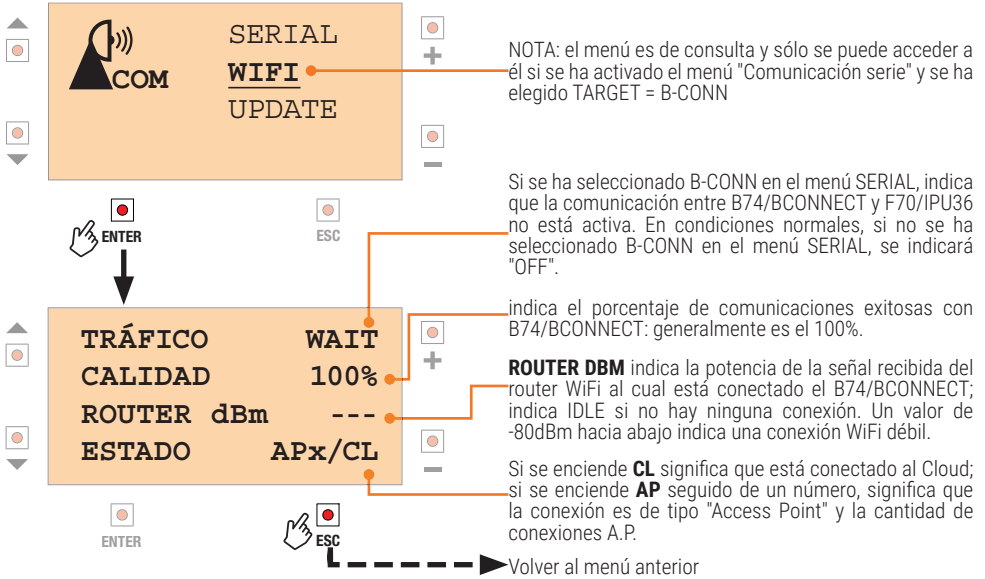 SERIAL
WIFI
UPDATE
COM
+
−
ENTER
ESC
NOTA: el menú es de consulta y sólo se puede acceder a
él si se ha activado el menú "Comunicación serie" y se ha
elegido TARGET = B-CONN
Si se ha seleccionado B-CONN en el menú SERIAL, indica
que la comunicación entre B74/BCONNECT y F70/IPU36
no está activa. En condiciones normales, si no se ha
seleccionado B-CONN en el menú SERIAL, se indicará
"OFF".
indica el porcentaje de comunicaciones exitosas con
B74/BCONNECT: generalmente es el 100%.
ROUTER DBM indica la potencia de la señal recibida del
router WiFi al cual está conectado el B74/BCONNECT;
indica IDLE si no hay ninguna conexión. Un valor de
-80dBm hacia abajo indica una conexión WiFi débil.
Si se enciende CL significa que está conectado al Cloud;
si se enciende AP seguido de un número, significa que
la conexión es de tipo "Access Point" y la cantidad de
conexiones A.P.
TRÁFICO WAIT
CALIDAD 100%
ROUTER dBm ---
ESTADO APx/CL
+
−
ENTER
ESC
Volver al menú anterior